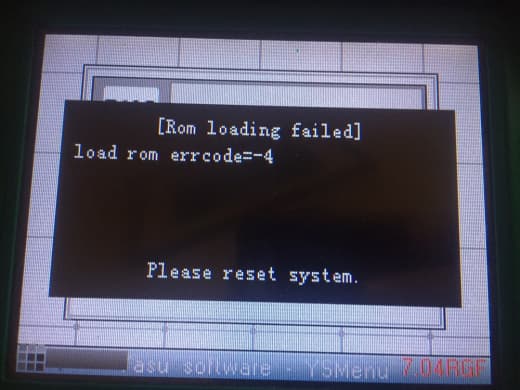 [Rom loading failed]
load rom errcode=-4
Please reset system.
asu software - YSMenu 7.04RGF